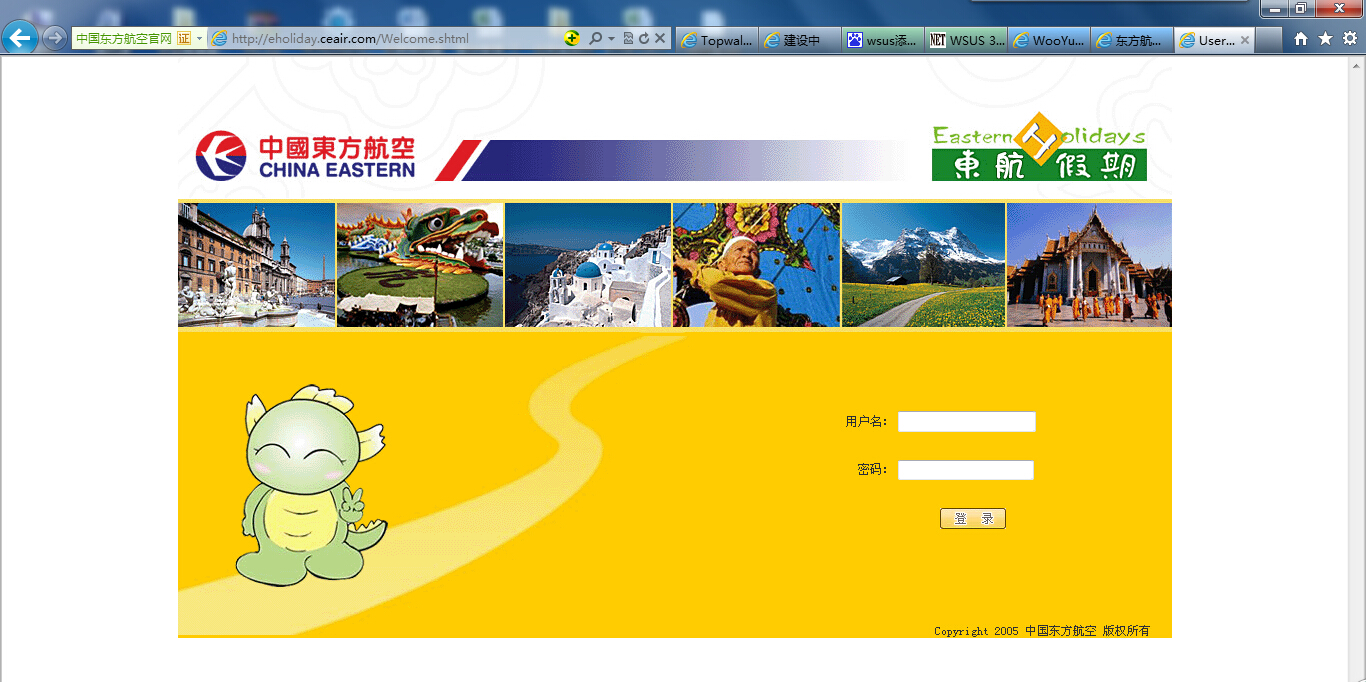 中国东方航空官网 证
http://eholiday.ceair.com/Welcome.shtml
Topwal...
建设中
wsus添...
NET WSUS 3...
WooYu...
东方航...
User...
中國東方航空
CHINA EASTERN
Eastern Holidays
東航假期
用户名：
密码：
登 录
Copyright 2005 中国东方航空 版权所有